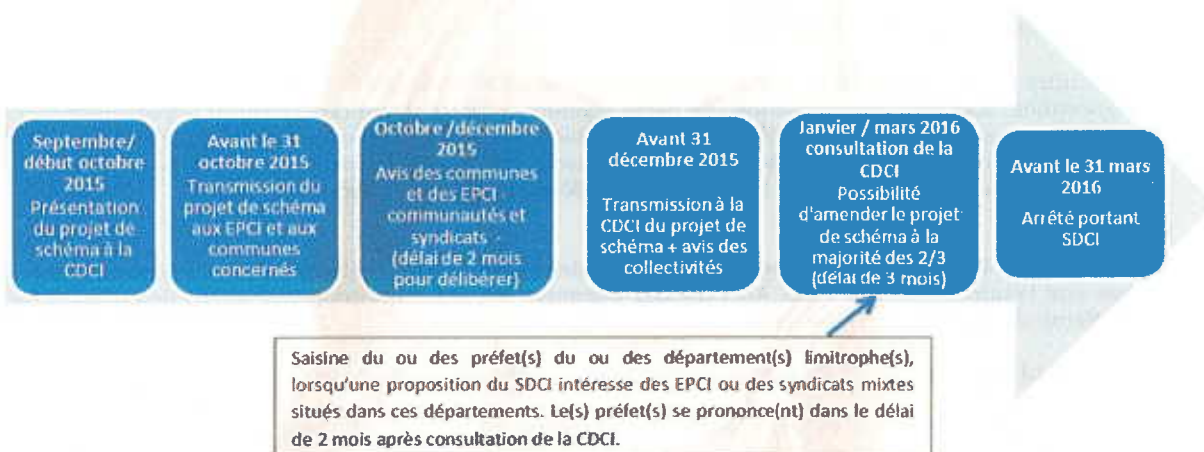 Septembre/
début octobre
2015
Présentation
du projet de
schéma à la
CDCI
Avant le 31
octobre 2015
Transmission du
projet de schéma
aux EPCI et aux
communes
concernés
Octobre /décembre
2015
Avis des communes
et des EPCI
communautés et
syndicats
(délai de 2 mois
pour délibérer)
Avant 31
décembre 2015
Transmission à la
CDCI du projet de
schéma + avis des
collectivités
Janvier / mars 2016
consultation de la
CDCI
Possibilité
d'amender le projet
de schéma à la
majorité des 2/3
(délai de 3 mois)
Avant le 31 mars
2016
Arrêté portant
SDCI
Saisine du ou des préfet(s) du ou des département(s) limitrophe(s),
lorsqu'une proposition du SDCI intéresse des EPCI ou des syndicats mixtes
situés dans ces départements. Le(s) préfet(s) se prononce(nt) dans le délai
de 2 mois après consultation de la CDCI.